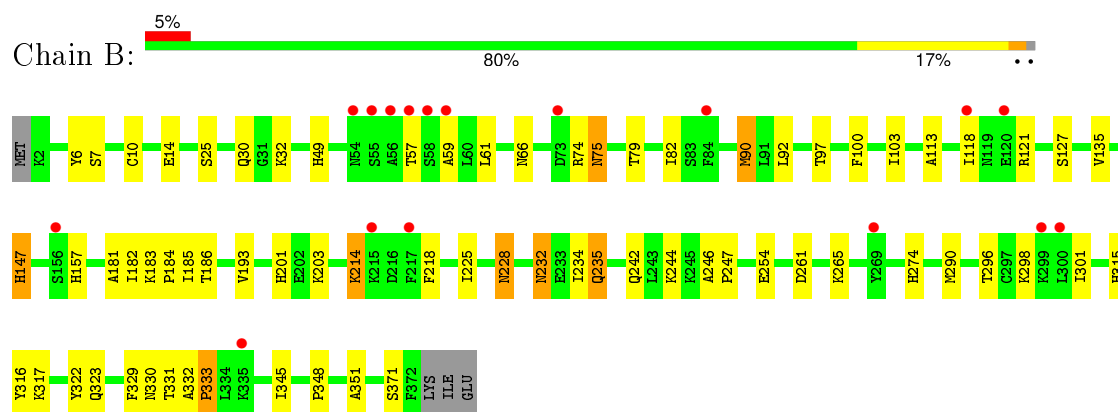 5%
Chain B:
80% 17% • •
MET K2 Y6 S7 C10 E14 S25 Q30 G31 K32 H49 N54 S55 A56 T57 S58 A59 L60 L61 N66 D73 R74 N75 T79 I82 S83 F84 M90 L91 L92 T97 F100 I103 A113 I118 N119 E120 R121 S127 V135
H147 S156 H157 A181 I182 K183 P184 I185 T186 V193 H201 E202 K203 K214 K215 D216 F217 F218 I225 N228 N232 E233 I234 Q235 Q242 L243 K244 K245 A246 P247 E254 D261 K265 Y269 H274 M290 T296 C297 K298 K299 L300 I301
Y316 K317 Y322 Q323 F329 N330 T331 A332 P333 L334 K335 I345 P348 A351 S371 F372 LYS ILE GLU